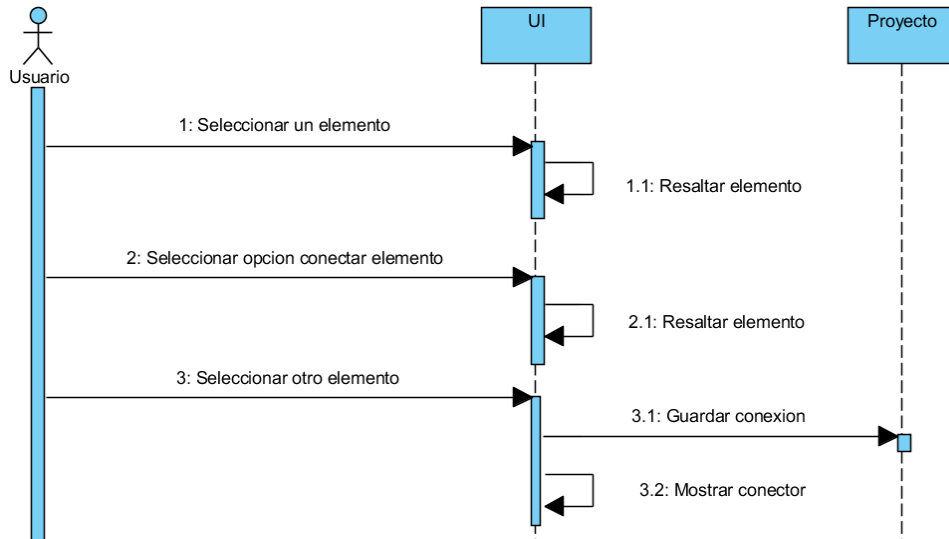 UI
Proyecto
Usuario
1: Seleccionar un elemento
1.1: Resaltar elemento
2: Seleccionar opcion conectar elemento
2.1: Resaltar elemento
3: Seleccionar otro elemento
3.1: Guardar conexion
3.2: Mostrar conector